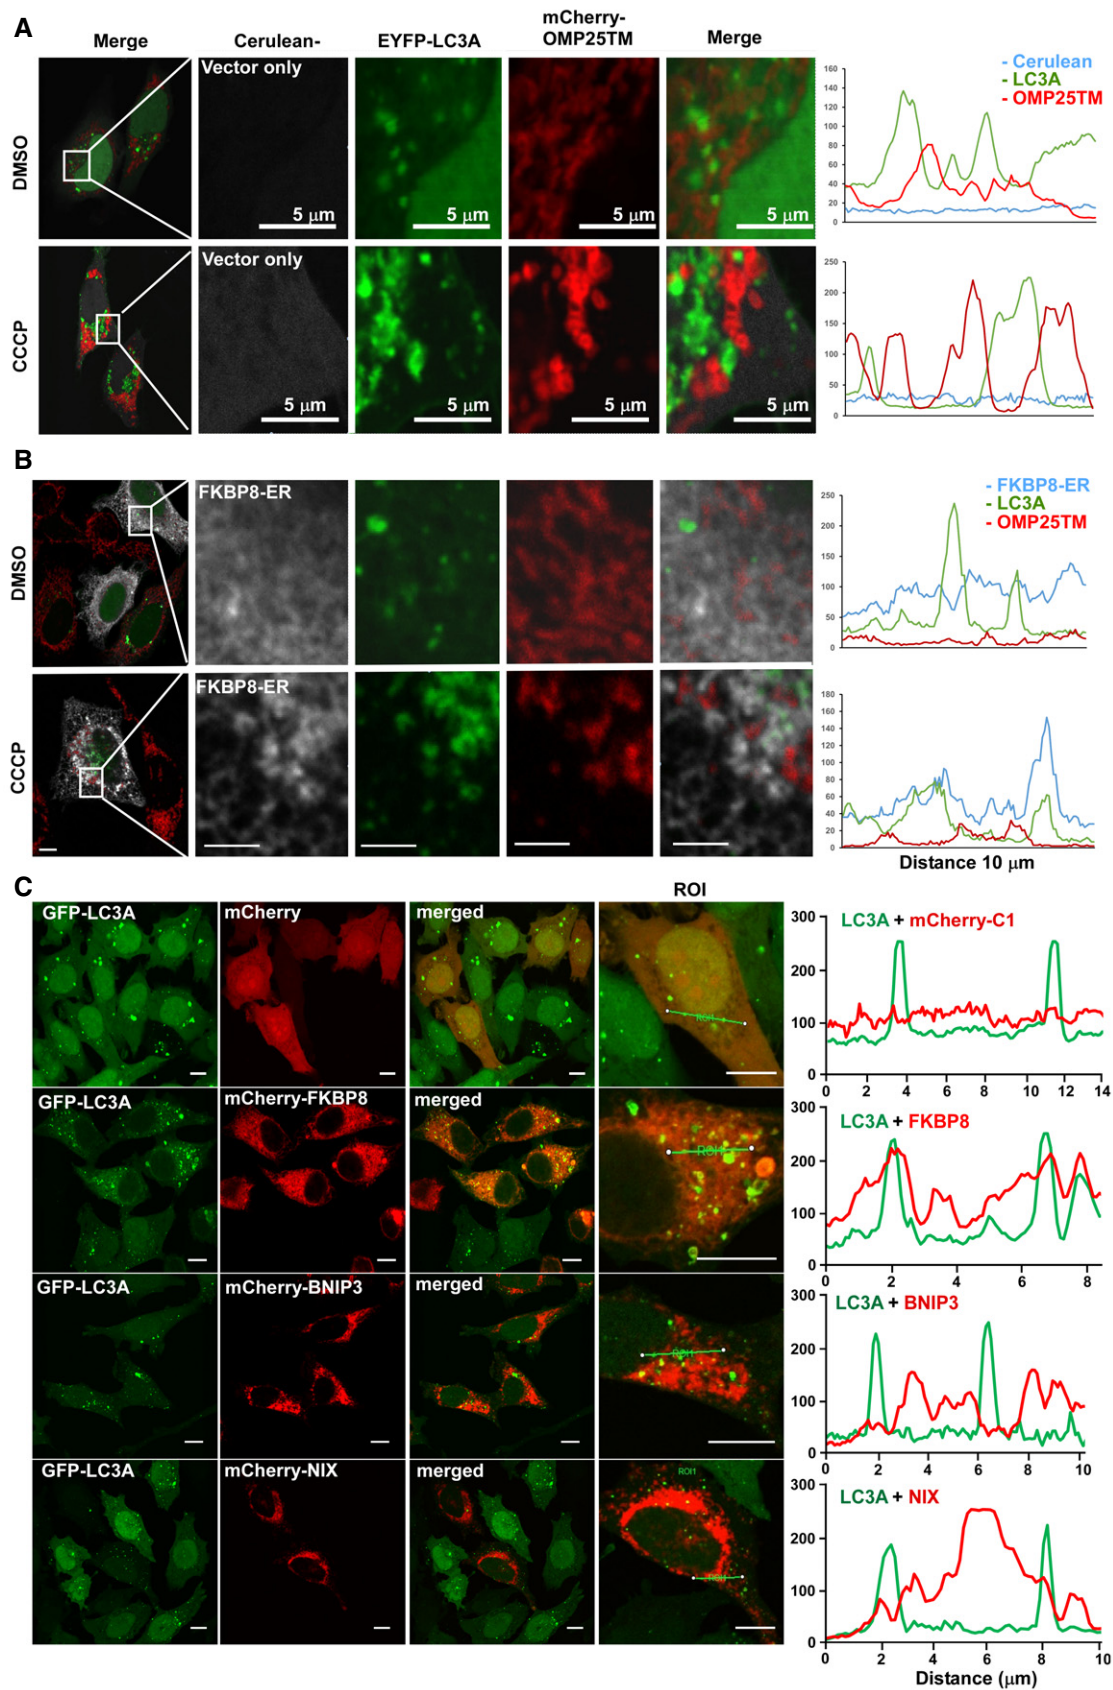 A
Merge
Cerulean-
EYFP-LC3A
mCherry-
OMP25TM
Merge
DMSO
Vector only
5 μm
5 μm
5 μm
5 μm
- Cerulean
- LC3A
- OMP25TM
160
140
120
100
80
60
40
20
0
CCCP
Vector only
5 μm
5 μm
5 μm
5 μm
250
200
150
100
50
0
B
DMSO
FKBP8-ER
- FKBP8-ER
- LC3A
- OMP25TM
250
200
150
100
50
0
CCCP
FKBP8-ER
180
160
140
120
100
80
60
40
20
0
Distance 10 μm
C
ROI
GFP-LC3A
mCherry
merged
ROI1
LC3A + mCherry-C1
300
200
100
0
0 2 4 6 8 10 12 14
GFP-LC3A
mCherry-FKBP8
merged
ROI1
LC3A + FKBP8
300
200
100
0
0 2 4 6 8
GFP-LC3A
mCherry-BNIP3
merged
ROI1
LC3A + BNIP3
300
200
100
0
0 2 4 6 8 10
GFP-LC3A
mCherry-NIX
merged
ROI1
LC3A + NIX
300
200
100
0
0 2 4 6 8 10
Distance (μm)